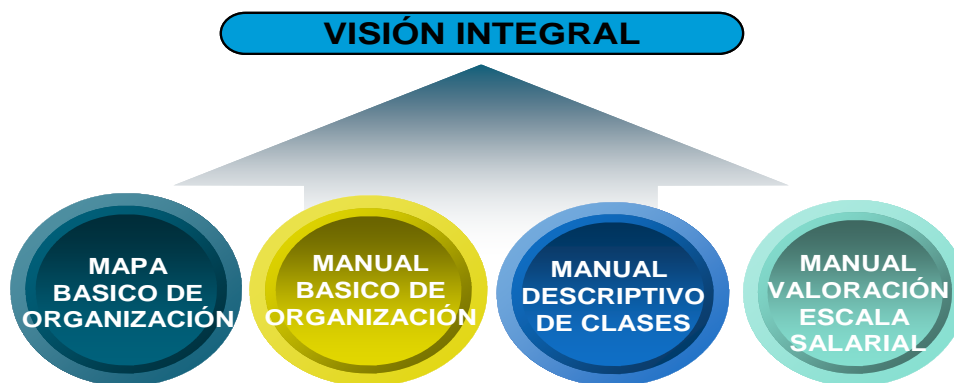 VISIÓN INTEGRAL
MAPA
BASICO DE
ORGANIZACIÓN
MANUAL
BASICO DE
ORGANIZACIÓN
MANUAL
DESCRIPTIVO
DE CLASES
MANUAL
VALORACIÓN
ESCALA
SALARIAL